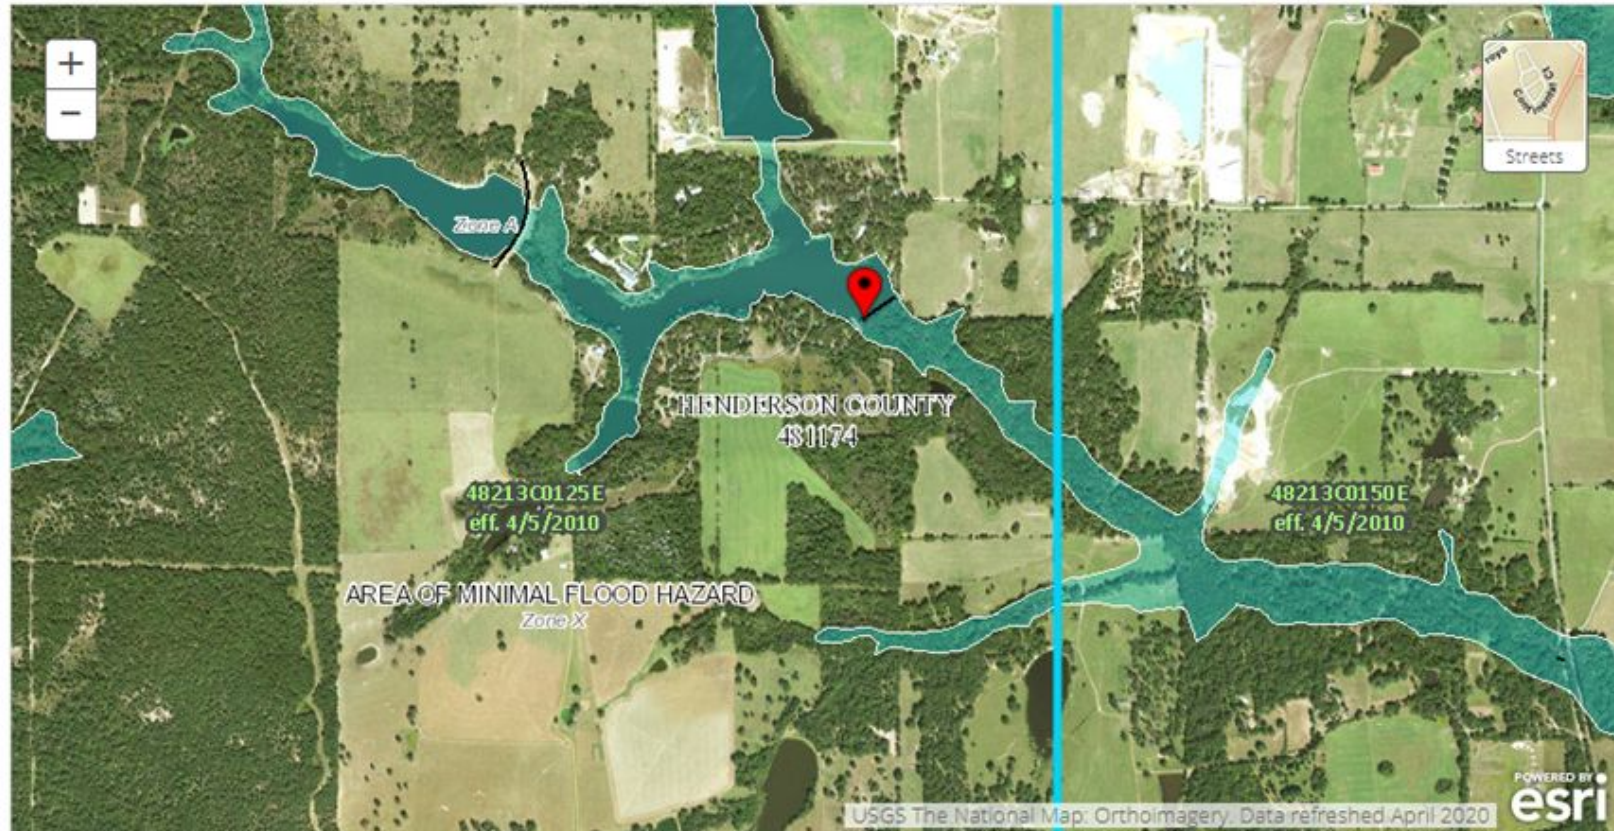 +
−
Streets
Zone A
HENDERSON COUNTY
481174
48213C0125E
eff. 4/5/2010
48213C0150E
eff. 4/5/2010
AREA OF MINIMAL FLOOD HAZARD
Zone X
POWERED BY
esri
USGS The National Map: Orthoimagery. Data refreshed April 2020